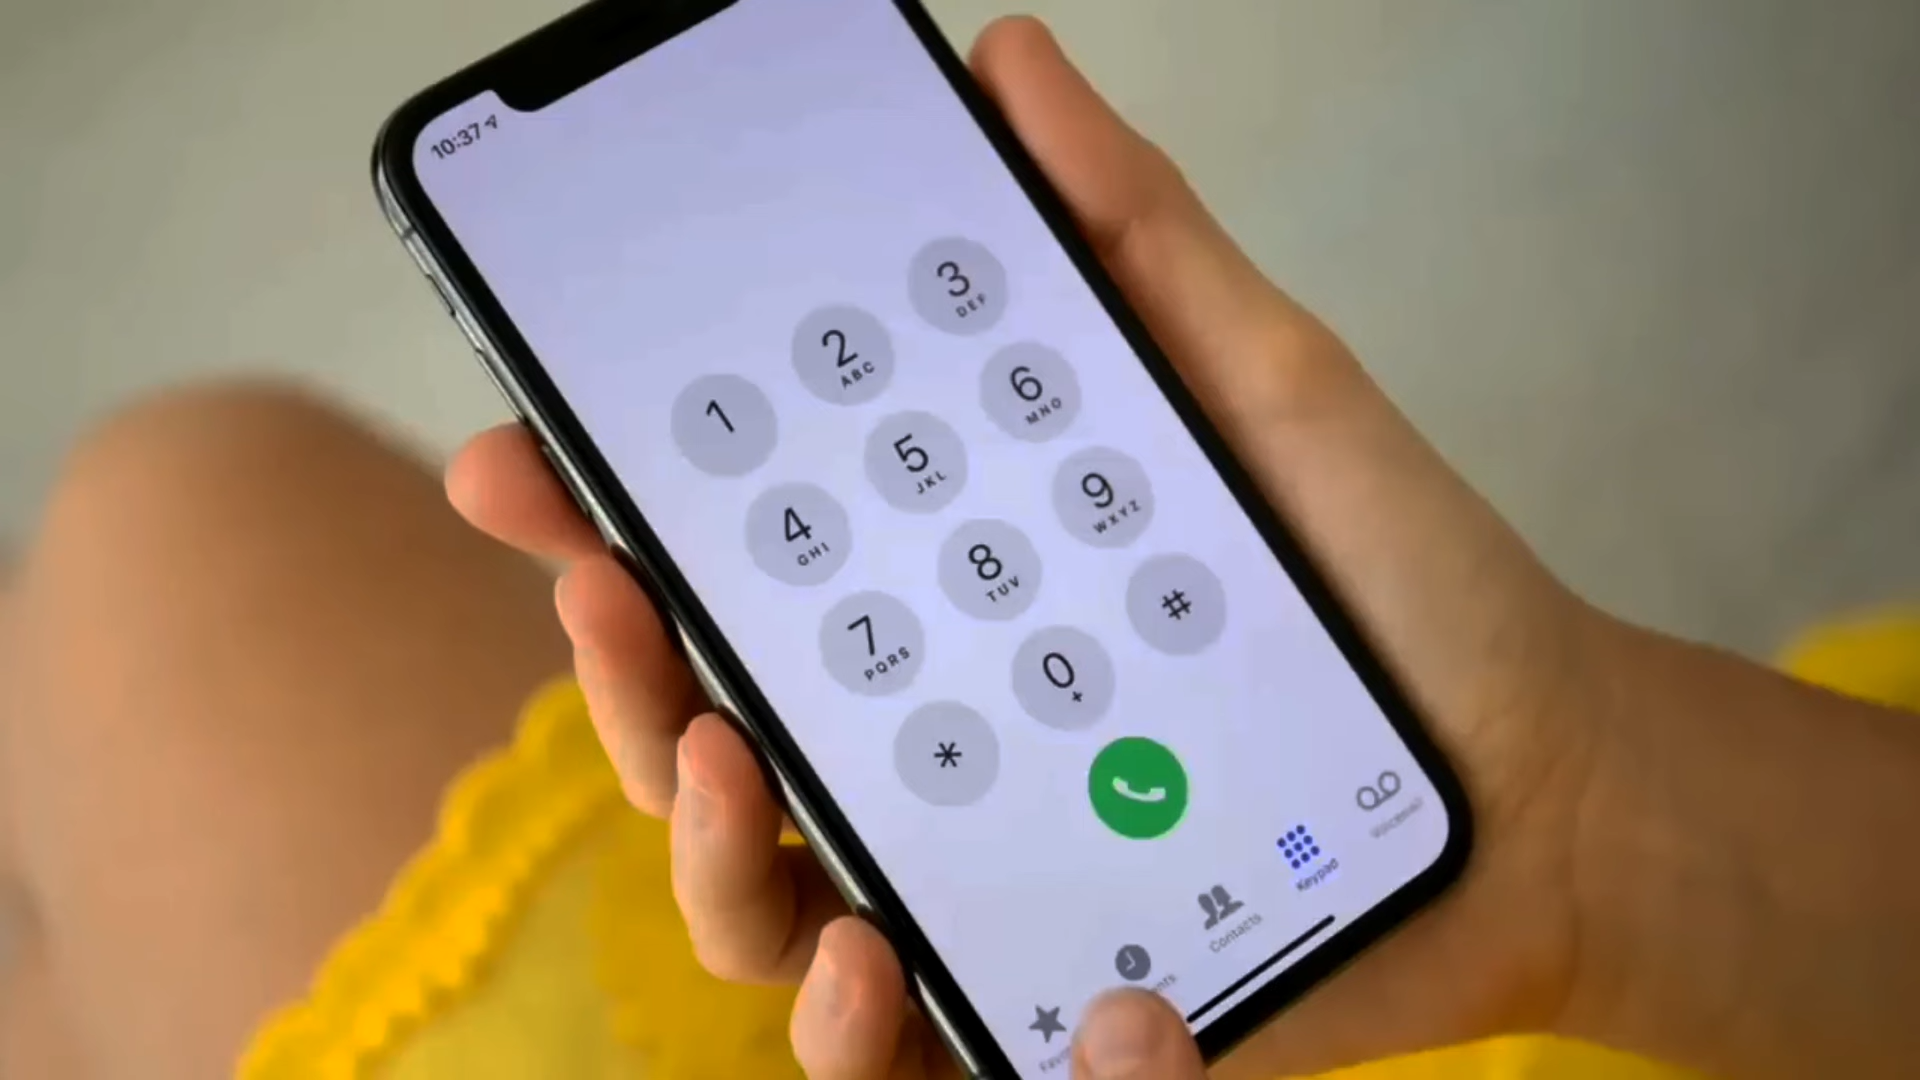 10:37
1
2
ABC
3
DEF
4
GHI
5
JKL
6
MNO
7
PQRS
8
TUV
9
WXYZ
*
0
+
#
Contacts
Keypad
Voicemail